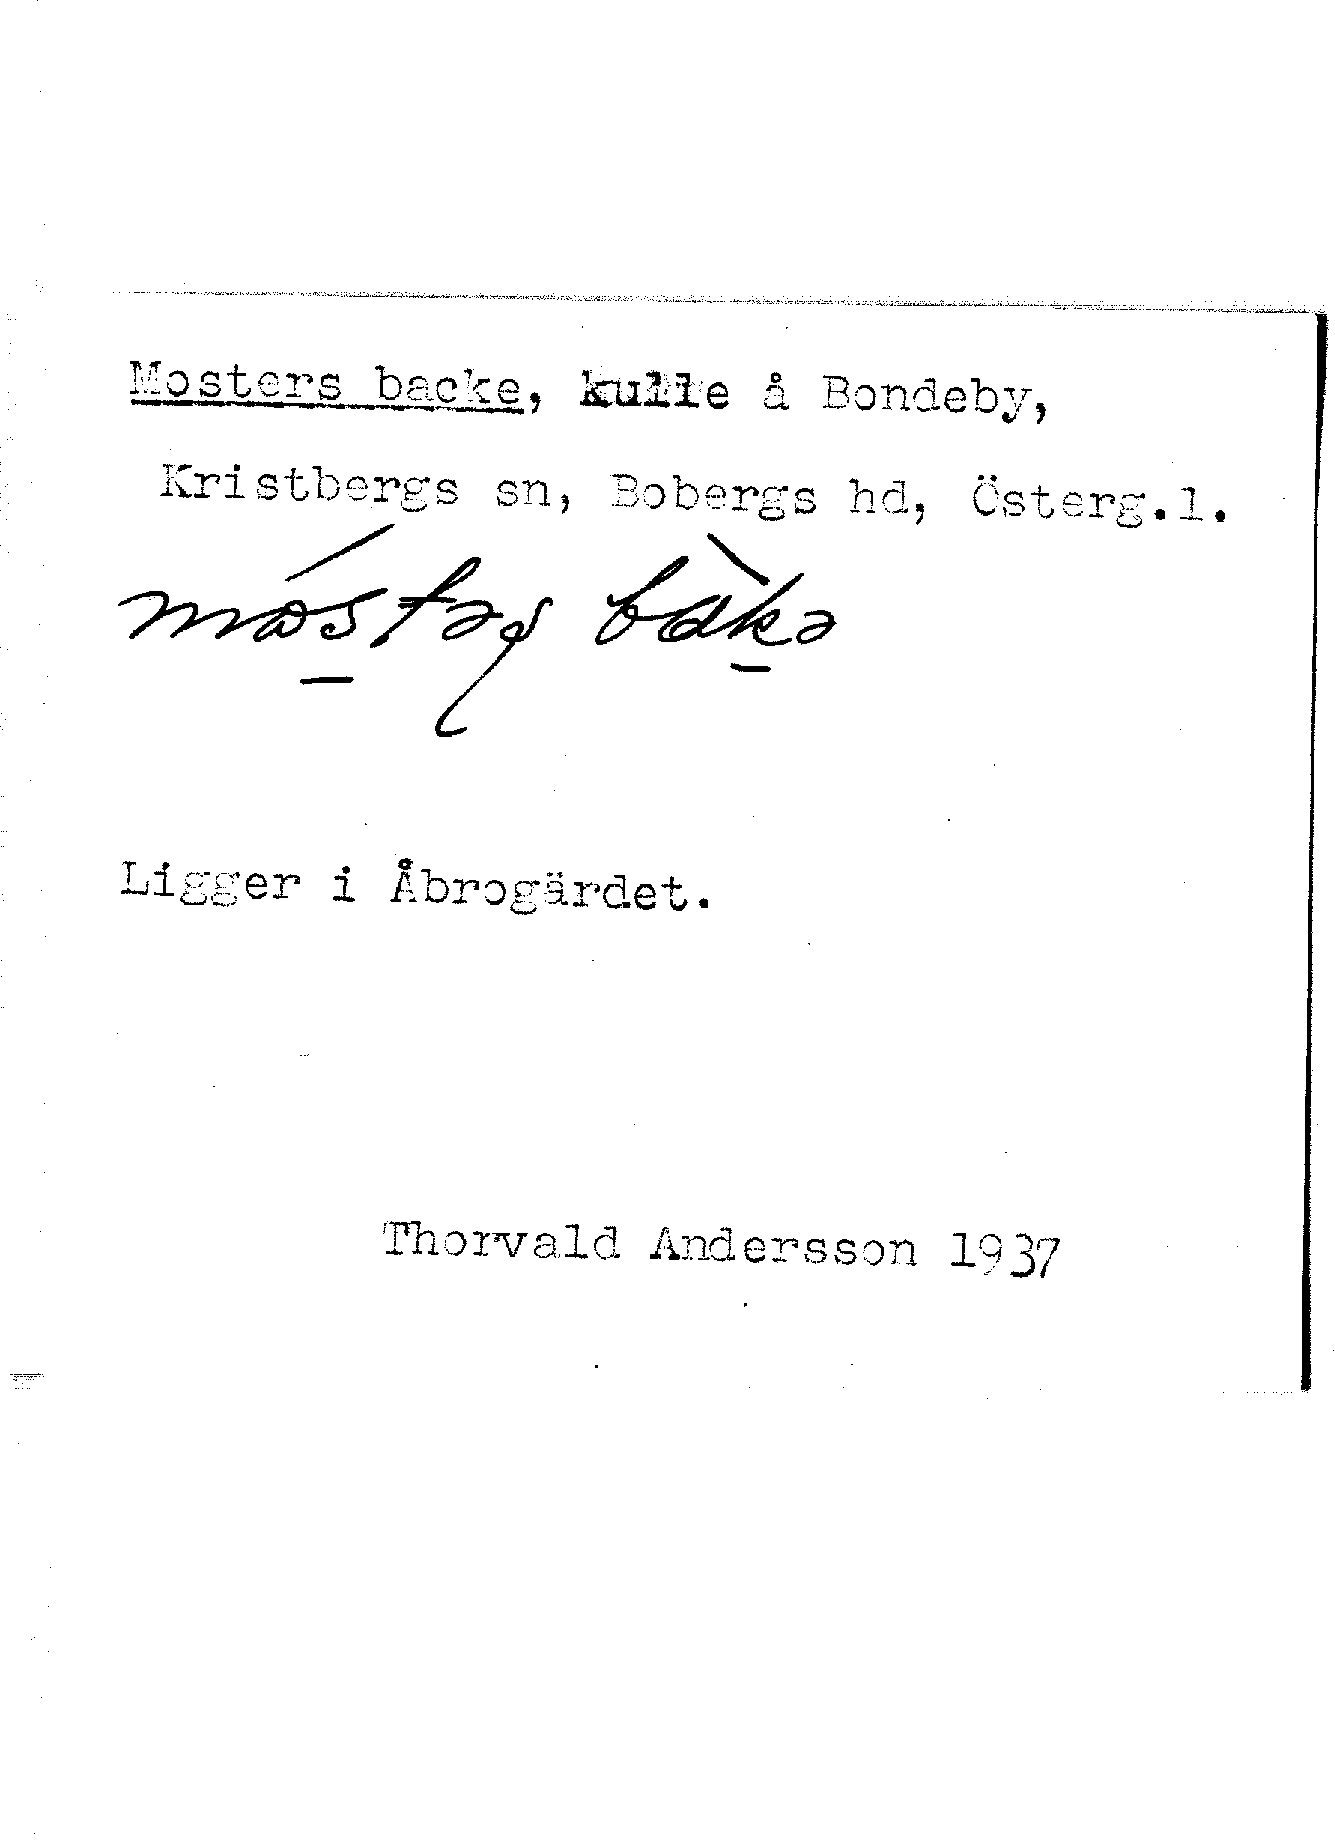 Mosters backe, kulle å Bondeby,
Kristbergs sn, Bobergs hd, Österg.l.
Ligger i Åbrogärdet.
Thorvald Andersson 1937